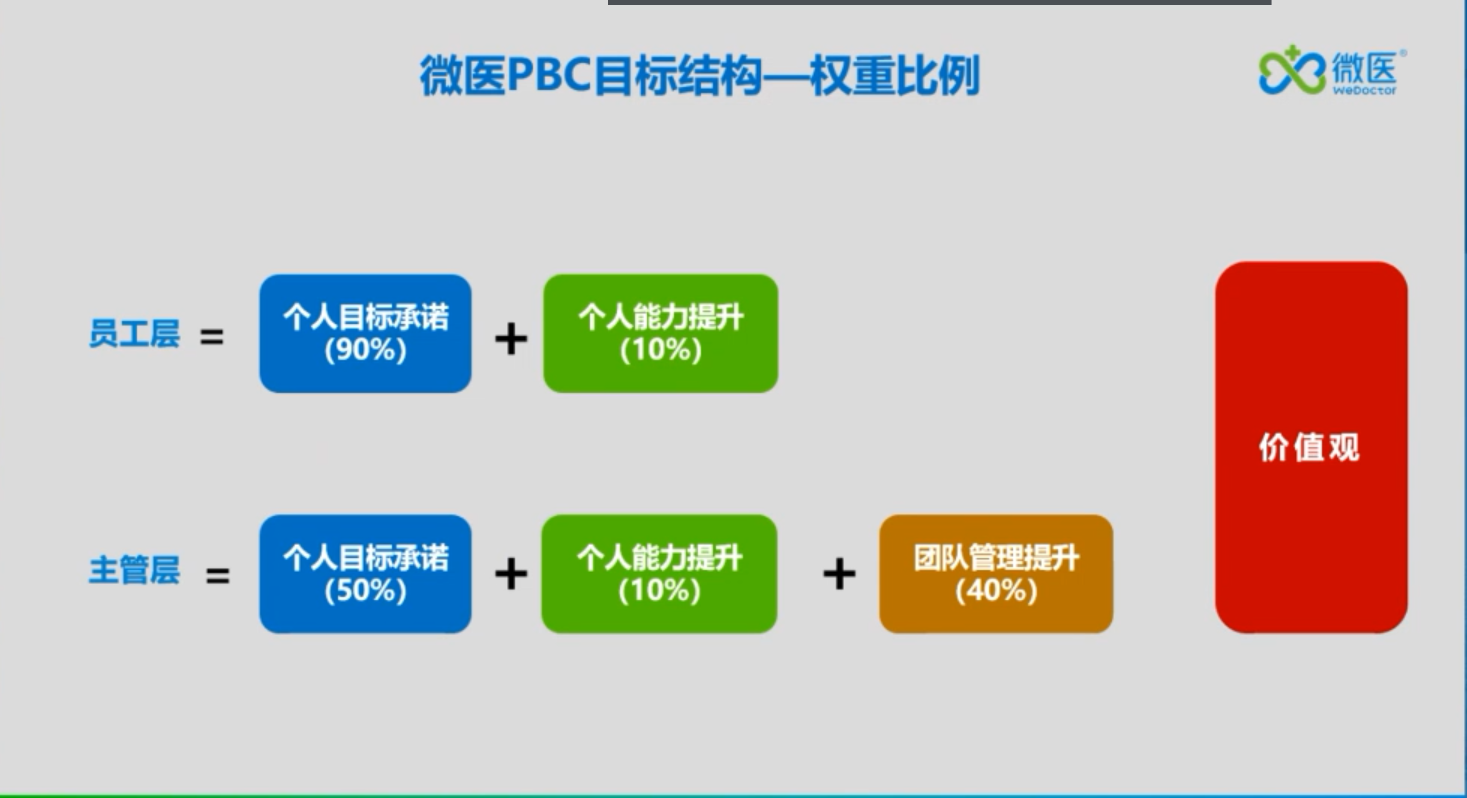 微医PBC目标结构—权重比例
微医®
WeDoctor
员工层 =
个人目标承诺
(90%)
+
个人能力提升
(10%)
价值观
主管层 =
个人目标承诺
(50%)
+
个人能力提升
(10%)
+
团队管理提升
(40%)